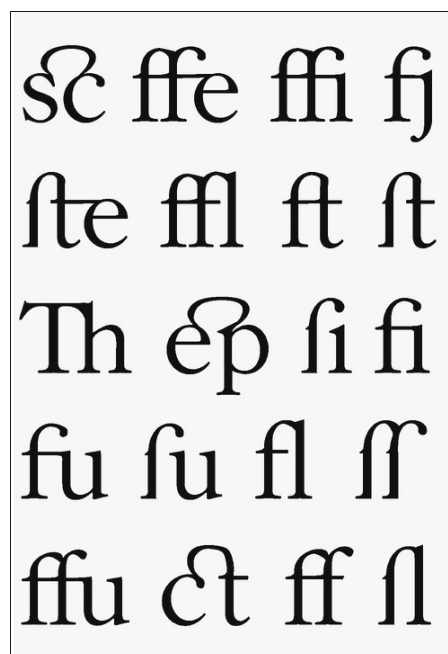 sc ffe ffi fj
ſte ffl ft ſt
Th ep ſi fi
fu ſu fl ſſ
ffu ct ff ſl